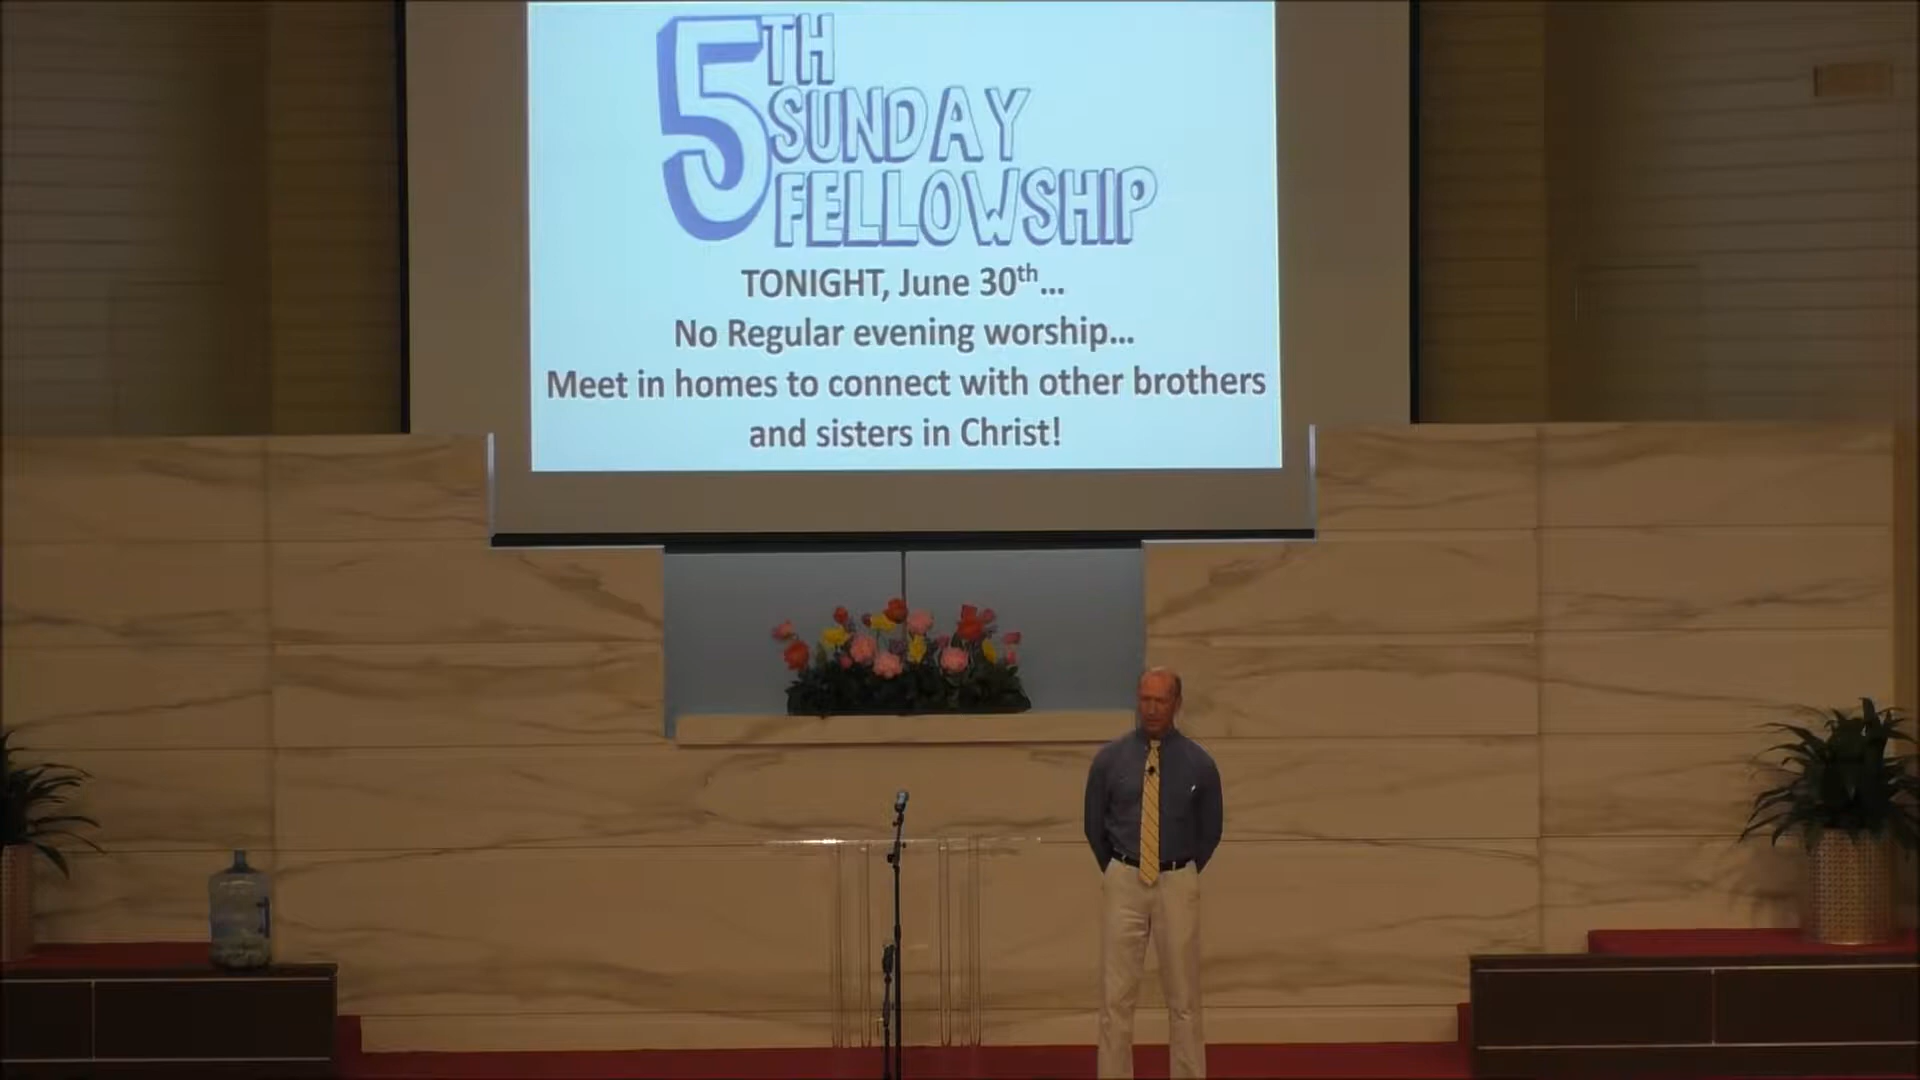 5TH
SUNDAY
FELLOWSHIP
TONIGHT, June 30th...
No Regular evening worship...
Meet in homes to connect with other brothers
and sisters in Christ!